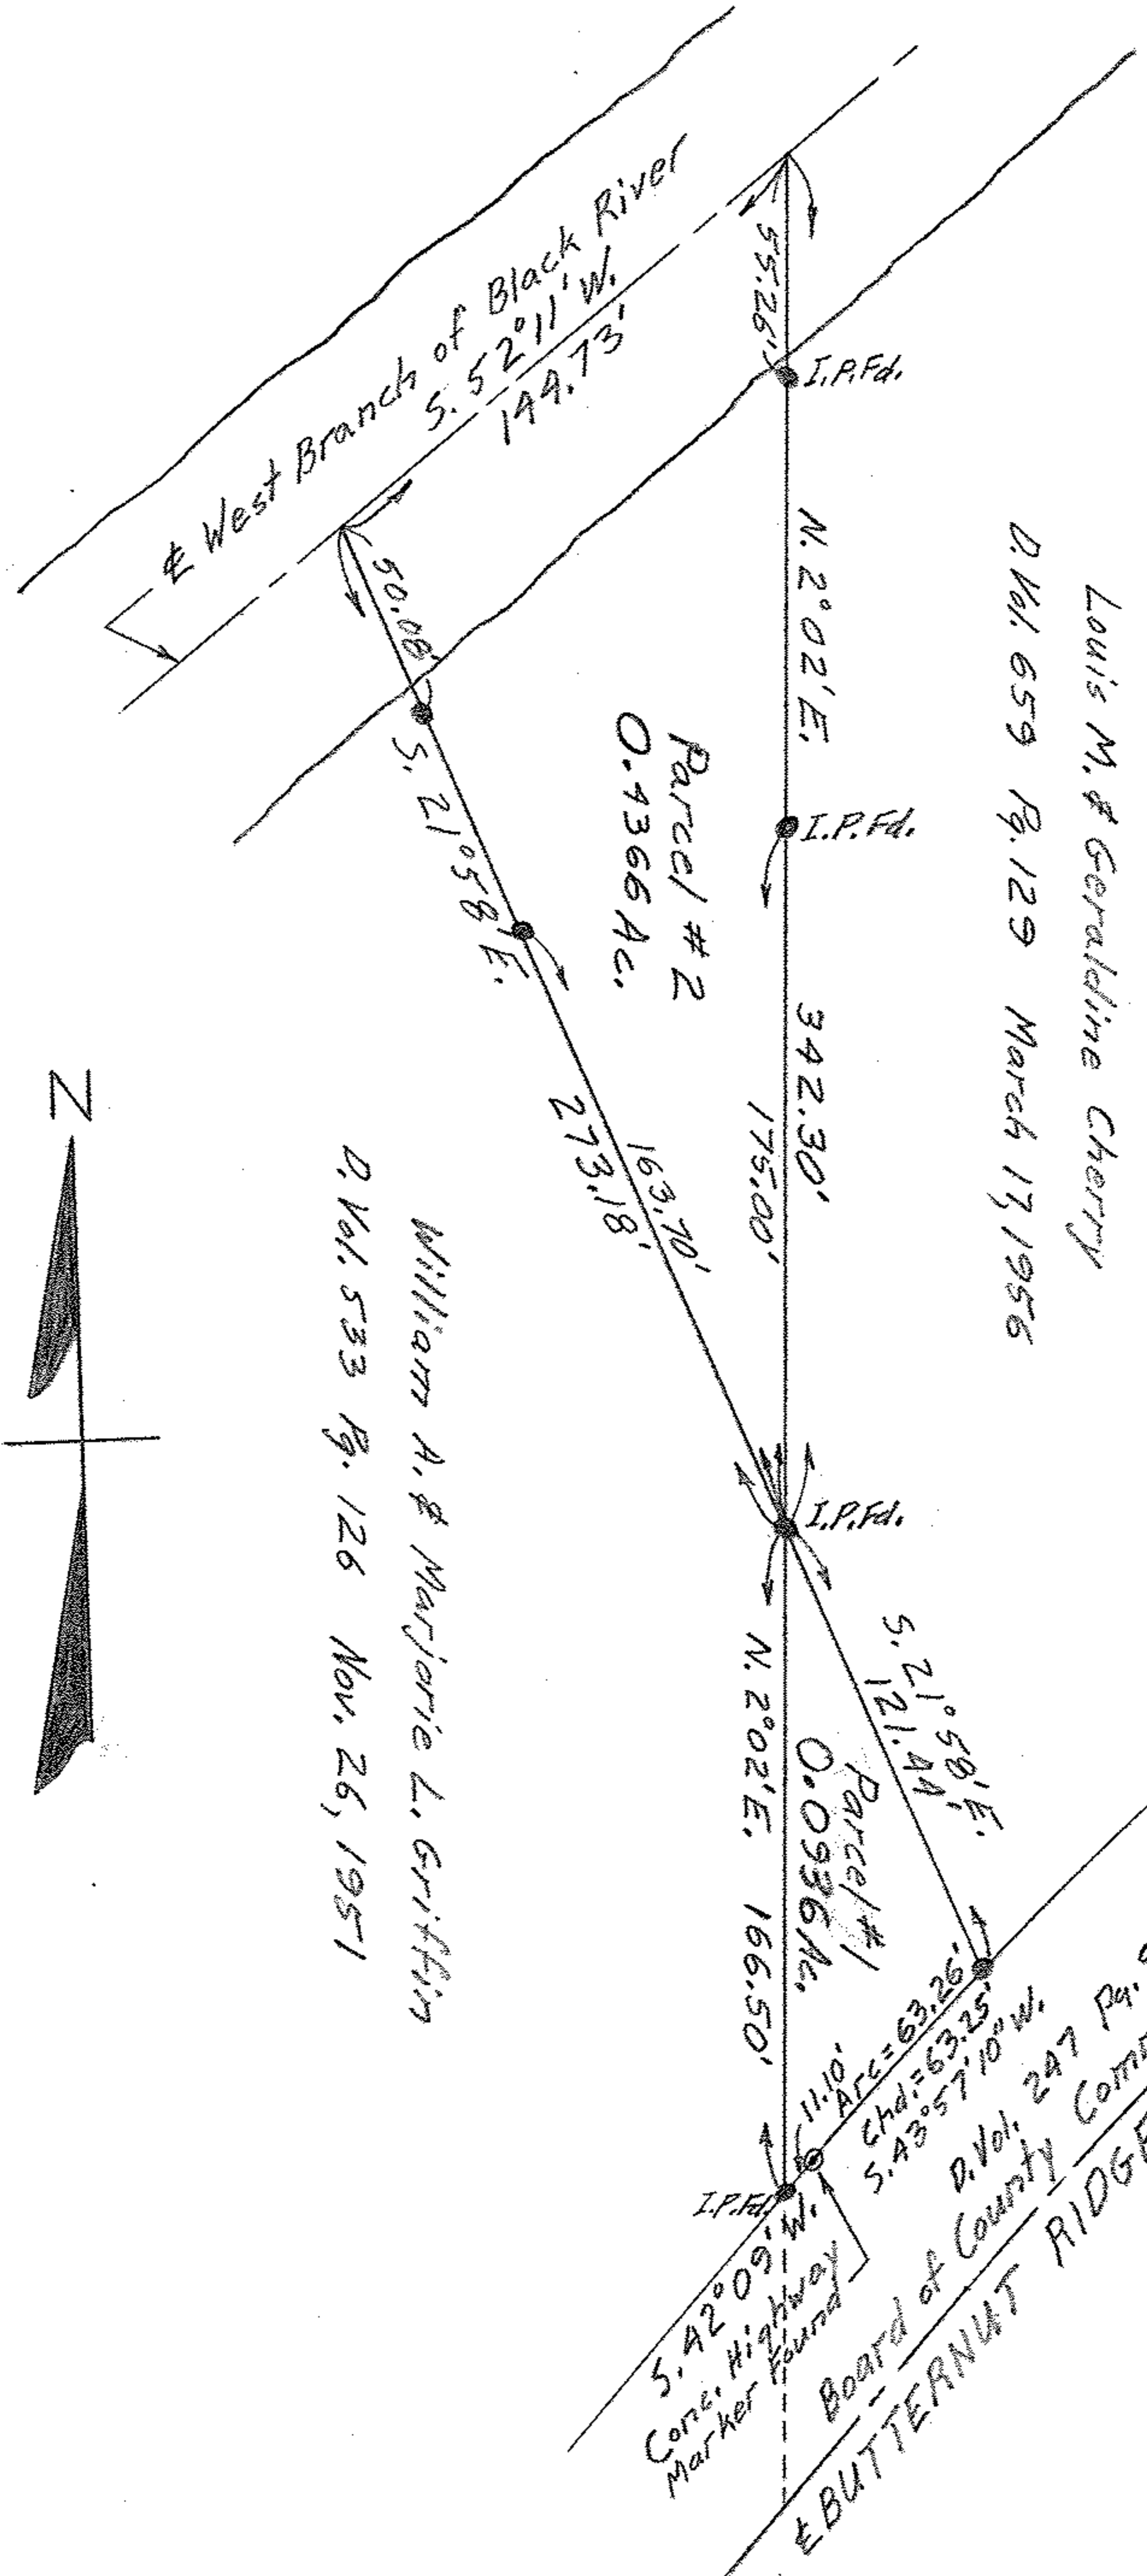 Louis M. & Geraldine Cherry
D. Vol. 659 Pg. 129 March 17, 1956
℄ West Branch of Black River
S. 52°11' W.
144.73'
55.26'
I.P.Fd.
N. 2°02'E.
I.P.Fd.
342.30'
175.00'
I.P.Fd.
50.08'
S. 21°58'E.
163.70'
273.18'
Parcel #2
0.4366 Ac.
S. 21°58'E.
121.44'
Parcel #1
0.0936 Ac.
N. 2°02'E. 166.50'
11.10'
Arc=63.26'
Chd.=63.25'
S. 43°57'10" W.
I.P.Fd.
S. 42°09' W.
Conc. Highway
Marker Found
D. Vol. 247 Pg.
Board of County
℄ BUTTERNUT RIDGE
William A. & Marjorie L. Griffin
D. Vol. 533 Pg. 126 Nov. 26, 1951
N